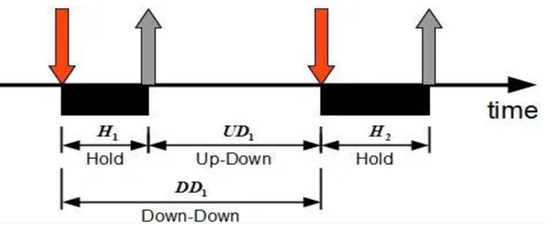 time
H₁ UD₁ H₂
Hold Up-Down Hold
DD₁
Down-Down